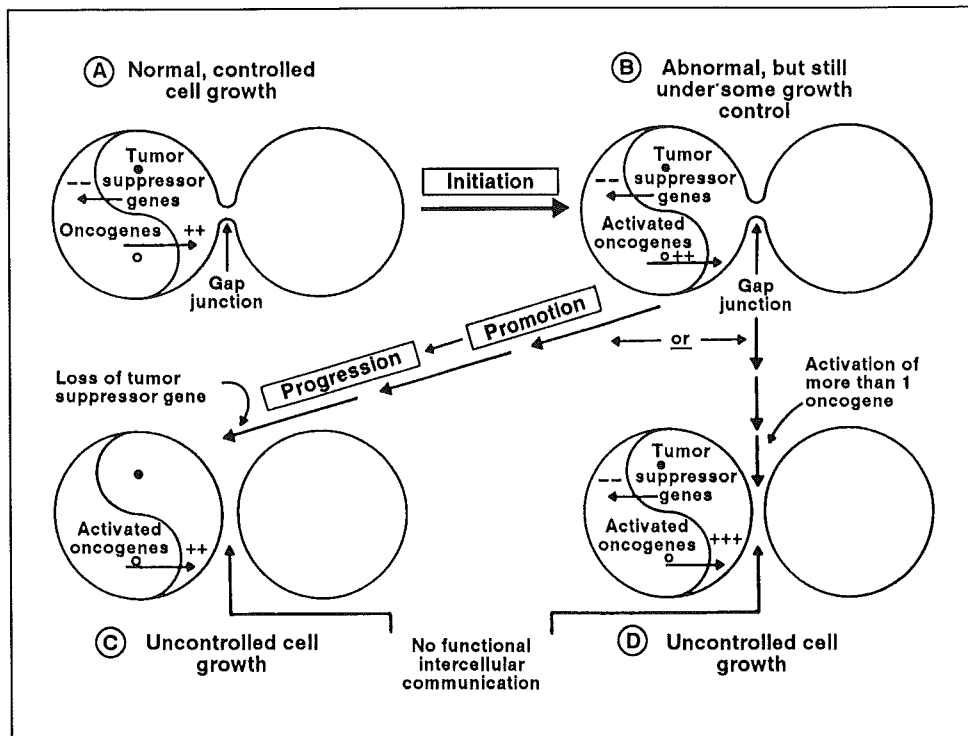 A Normal, controlled
cell growth
B Abnormal, but still
under some growth
control
Tumor
suppressor
genes
--
Oncogenes ++
Gap
junction
Initiation
Tumor
suppressor
genes
--
Activated
oncogenes
++
Gap
junction
Promotion
or
Progression
Loss of tumor
suppressor gene
Activation of
more than 1
oncogene
Activated
oncogenes ++
Tumor
suppressor
genes
--
Activated
oncogenes +++
C Uncontrolled cell
growth
No functional
intercellular
communication
D Uncontrolled cell
growth